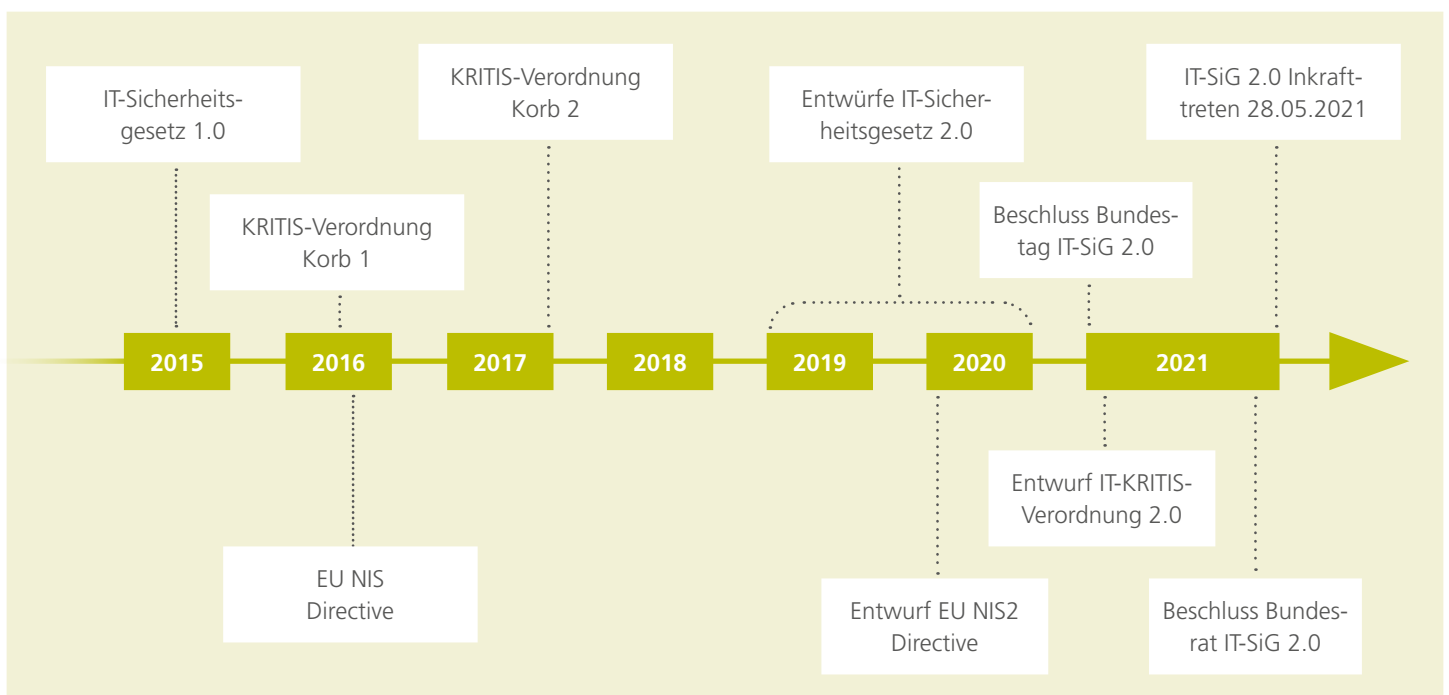 IT-Sicherheits-
gesetz 1.0
KRITIS-Verordnung
Korb 1
KRITIS-Verordnung
Korb 2
Entwürfe IT-Sicher-
heitsgesetz 2.0
Beschluss Bundes-
tag IT-SiG 2.0
IT-SiG 2.0 Inkraft-
treten 28.05.2021
2015
2016
2017
2018
2019
2020
2021
EU NIS
Directive
Entwurf EU NIS2
Directive
Entwurf IT-KRITIS-
Verordnung 2.0
Beschluss Bundes-
rat IT-SiG 2.0